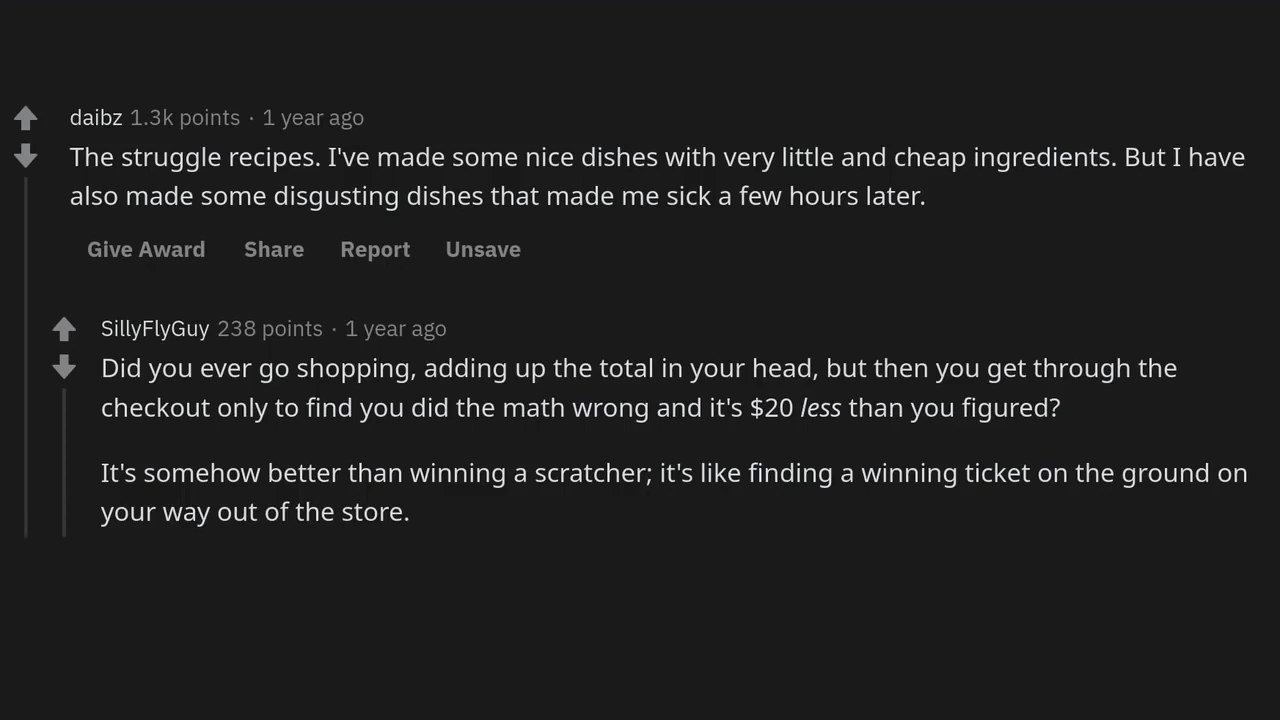 daibz 1.3k points · 1 year ago
The struggle recipes. I've made some nice dishes with very little and cheap ingredients. But I have
also made some disgusting dishes that made me sick a few hours later.
Give Award Share Report Unsave
SillyFlyGuy 238 points · 1 year ago
Did you ever go shopping, adding up the total in your head, but then you get through the
checkout only to find you did the math wrong and it's $20 less than you figured?
It's somehow better than winning a scratcher; it's like finding a winning ticket on the ground on
your way out of the store.